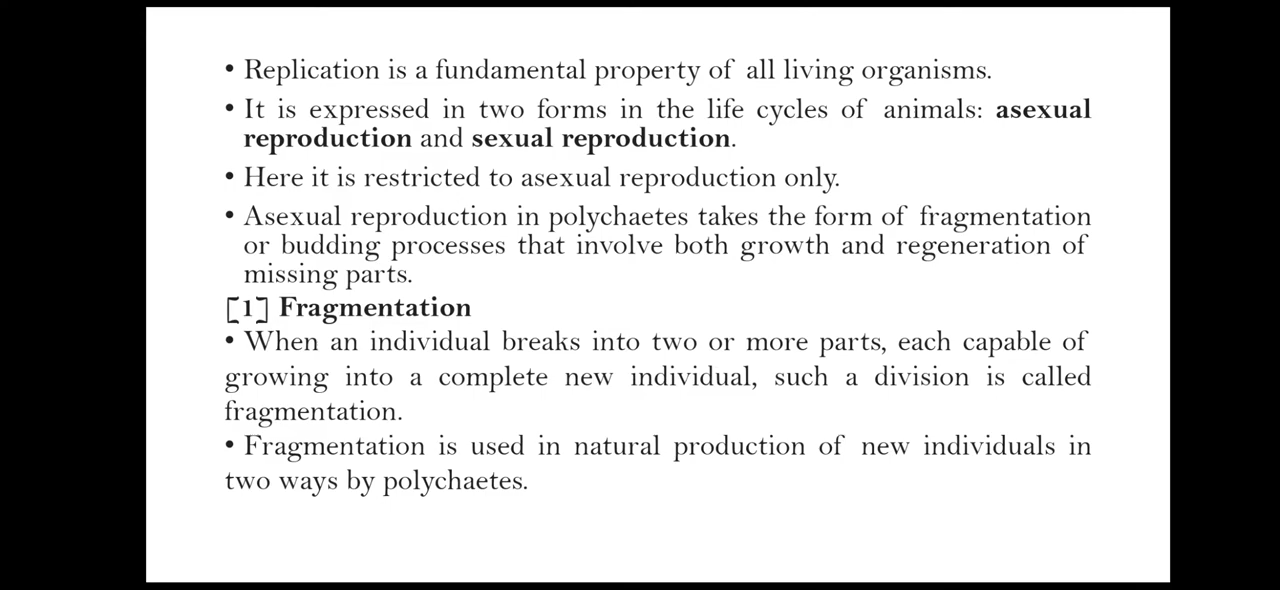 • Replication is a fundamental property of all living organisms.
• It is expressed in two forms in the life cycles of animals: asexual
reproduction and sexual reproduction.
• Here it is restricted to asexual reproduction only.
• Asexual reproduction in polychaetes takes the form of fragmentation
or budding processes that involve both growth and regeneration of
missing parts.
[1] Fragmentation
• When an individual breaks into two or more parts, each capable of
growing into a complete new individual, such a division is called
fragmentation.
• Fragmentation is used in natural production of new individuals in
two ways by polychaetes.